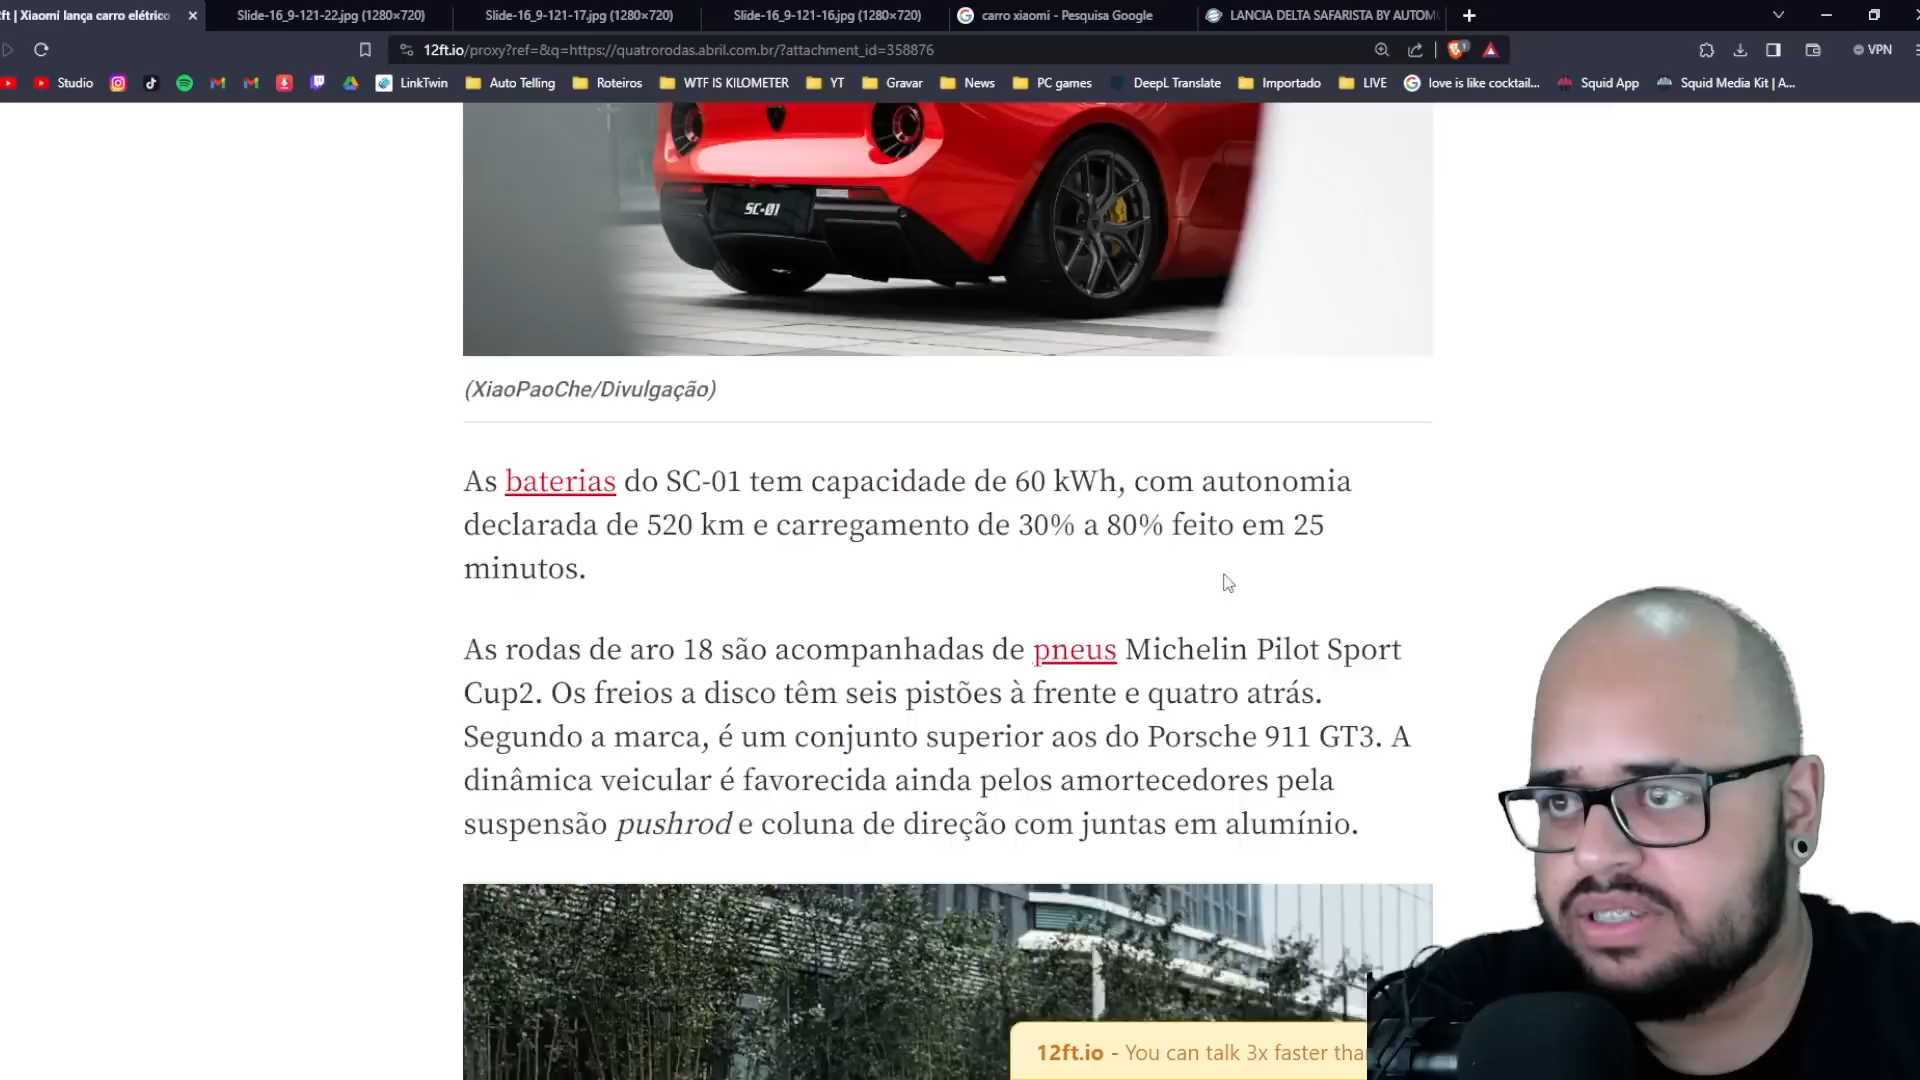 ft | Xiaomi lança carro elétrico
Slide-16_9-121-22.jpg (1280×720)
Slide-16_9-121-17.jpg (1280×720)
Slide-16_9-121-16.jpg (1280×720)
carro xiaomi - Pesquisa Google
LANCIA DELTA SAFARISTA BY AUTOM
12ft.io/proxy?ref=&q=https://quatrorodas.abril.com.br/?attachment_id=358876
VPN
Studio
LinkTwin
Auto Telling
Roteiros
WTF IS KILOMETER
YT
Gravar
News
PC games
DeepL Translate
Importado
LIVE
love is like cocktail...
Squid App
Squid Media Kit | A...
SC-01
(XiaoPaoChe/Divulgação)
As baterias do SC-01 tem capacidade de 60 kWh, com autonomia
declarada de 520 km e carregamento de 30% a 80% feito em 25
minutos.
As rodas de aro 18 são acompanhadas de pneus Michelin Pilot Sport
Cup2. Os freios a disco têm seis pistões à frente e quatro atrás.
Segundo a marca, é um conjunto superior aos do Porsche 911 GT3. A
dinâmica veicular é favorecida ainda pelos amortecedores pela
suspensão pushrod e coluna de direção com juntas em alumínio.
12ft.io - You can talk 3x faster tha